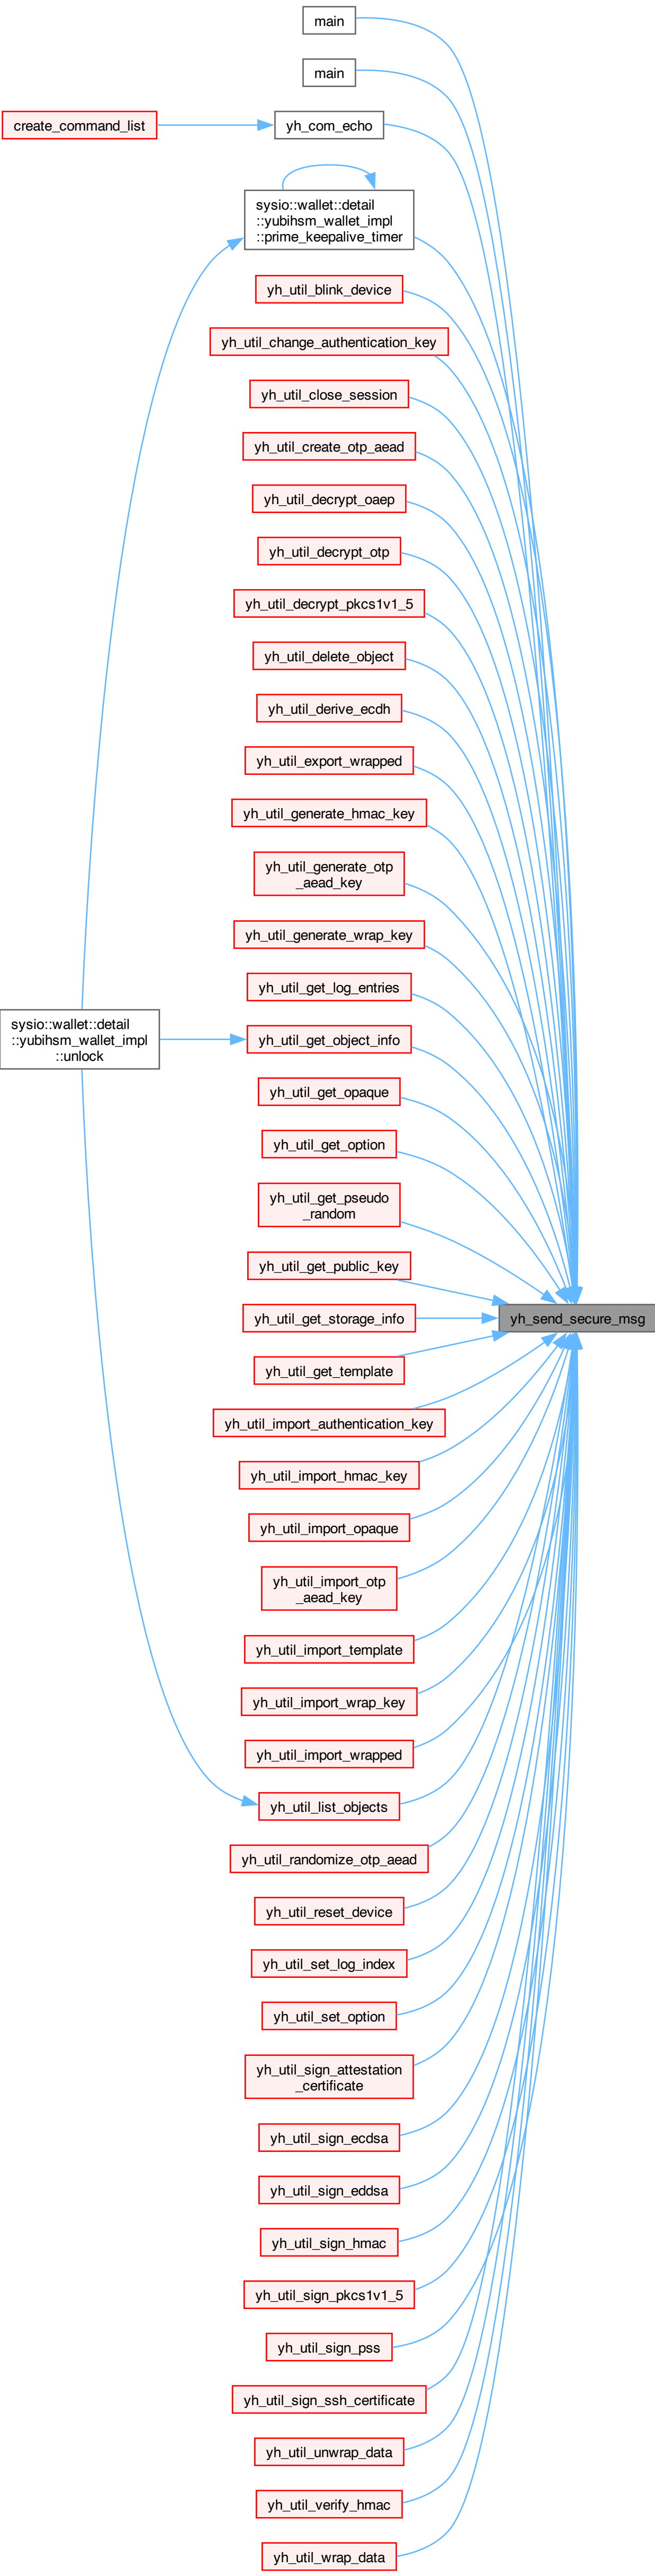 main
main
create_command_list
yh_com_echo
sysio::wallet::detail
::yubihsm_wallet_impl
::prime_keepalive_timer
yh_util_blink_device
yh_util_change_authentication_key
yh_util_close_session
yh_util_create_otp_aead
yh_util_decrypt_oaep
yh_util_decrypt_otp
yh_util_decrypt_pkcs1v1_5
yh_util_delete_object
yh_util_derive_ecdh
yh_util_export_wrapped
yh_util_generate_hmac_key
yh_util_generate_otp
_aead_key
yh_util_generate_wrap_key
yh_util_get_log_entries
sysio::wallet::detail
::yubihsm_wallet_impl
::unlock
yh_util_get_object_info
yh_util_get_opaque
yh_util_get_option
yh_util_get_pseudo
_random
yh_util_get_public_key
yh_util_get_storage_info
yh_send_secure_msg
yh_util_get_template
yh_util_import_authentication_key
yh_util_import_hmac_key
yh_util_import_opaque
yh_util_import_otp
_aead_key
yh_util_import_template
yh_util_import_wrap_key
yh_util_import_wrapped
yh_util_list_objects
yh_util_randomize_otp_aead
yh_util_reset_device
yh_util_set_log_index
yh_util_set_option
yh_util_sign_attestation
_certificate
yh_util_sign_ecdsa
yh_util_sign_eddsa
yh_util_sign_hmac
yh_util_sign_pkcs1v1_5
yh_util_sign_pss
yh_util_sign_ssh_certificate
yh_util_unwrap_data
yh_util_verify_hmac
yh_util_wrap_data